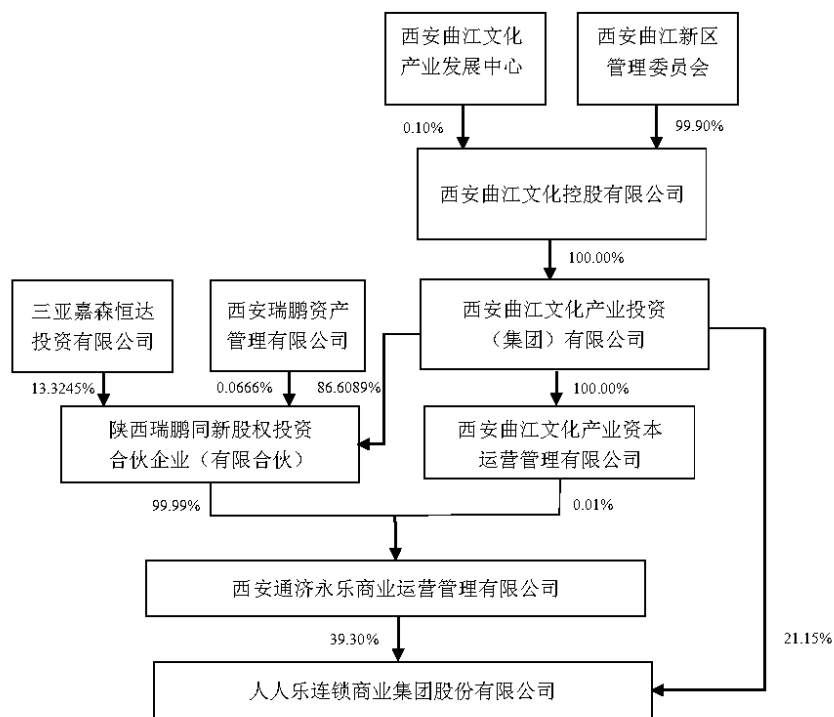 西安曲江文化
产业发展中心
西安曲江新区
管理委员会
0.10%
99.90%
西安曲江文化控股有限公司
100.00%
三亚嘉森恒达
投资有限公司
西安瑞鹏资产
管理有限公司
西安曲江文化产业投资
（集团）有限公司
13.3245%
0.0666%
86.6089%
100.00%
陕西瑞鹏同新股权投资
合伙企业（有限合伙）
西安曲江文化产业资本
运营管理有限公司
99.99%
0.01%
西安通济永乐商业运营管理有限公司
39.30%
21.15%
人人乐连锁商业集团股份有限公司